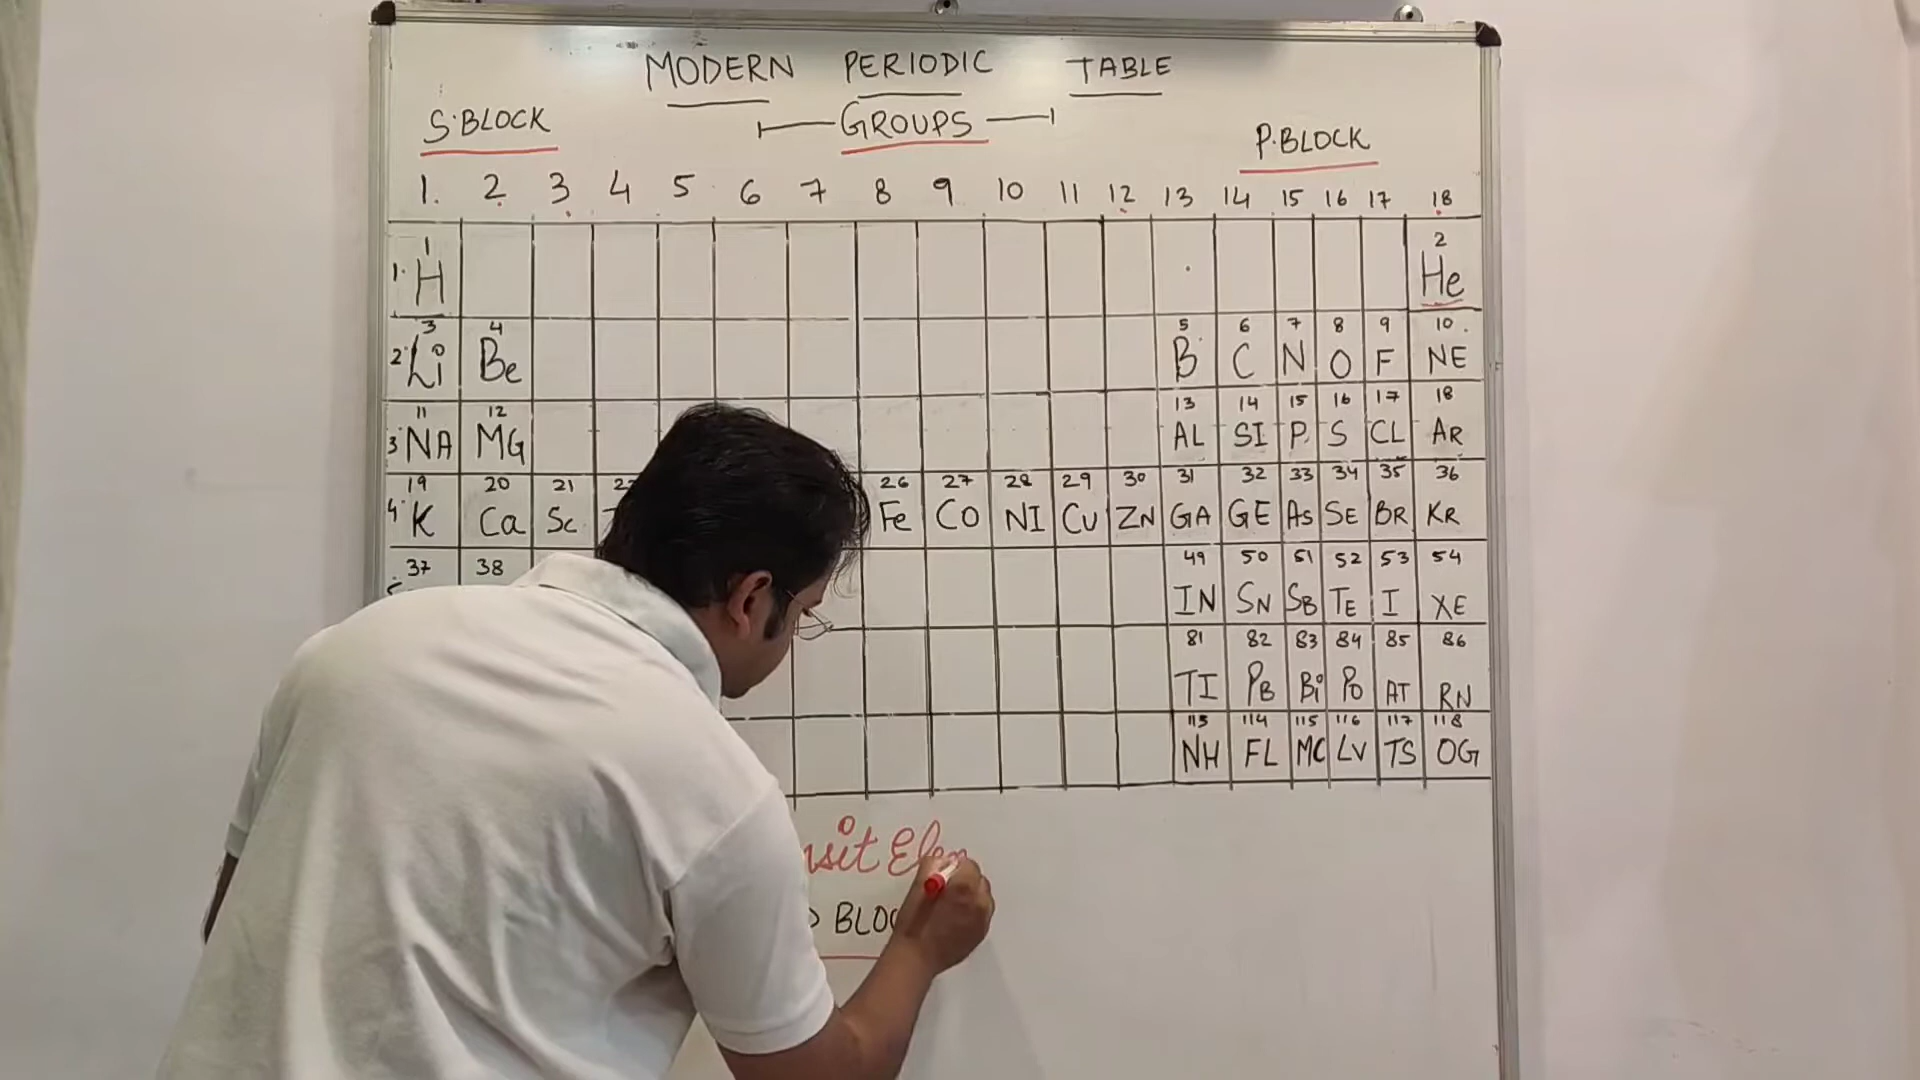 MODERN PERIODIC TABLE
S.BLOCK GROUPS P.BLOCK
1. 2 3 4 5 6 7 8 9 10 11 12 13 14 15 16 17 18
1 2
1. H He
3 4 5 6 7 8 9 10
2 Li Be B C N O F NE
11 12 13 14 15 16 17 18
3 NA MG AL SI P S CL AR
19 20 21 26 27 28 29 30 31 32 33 34 35 36
4 K Ca Sc Fe CO NI CU ZN GA GE AS SE BR KR
37 38 49 50 51 52 53 54
IN SN SB TE I XE
81 82 83 84 85 86
TI PB Bi PO AT RN
113 114 115 116 117 118
NH FL MC LV TS OG